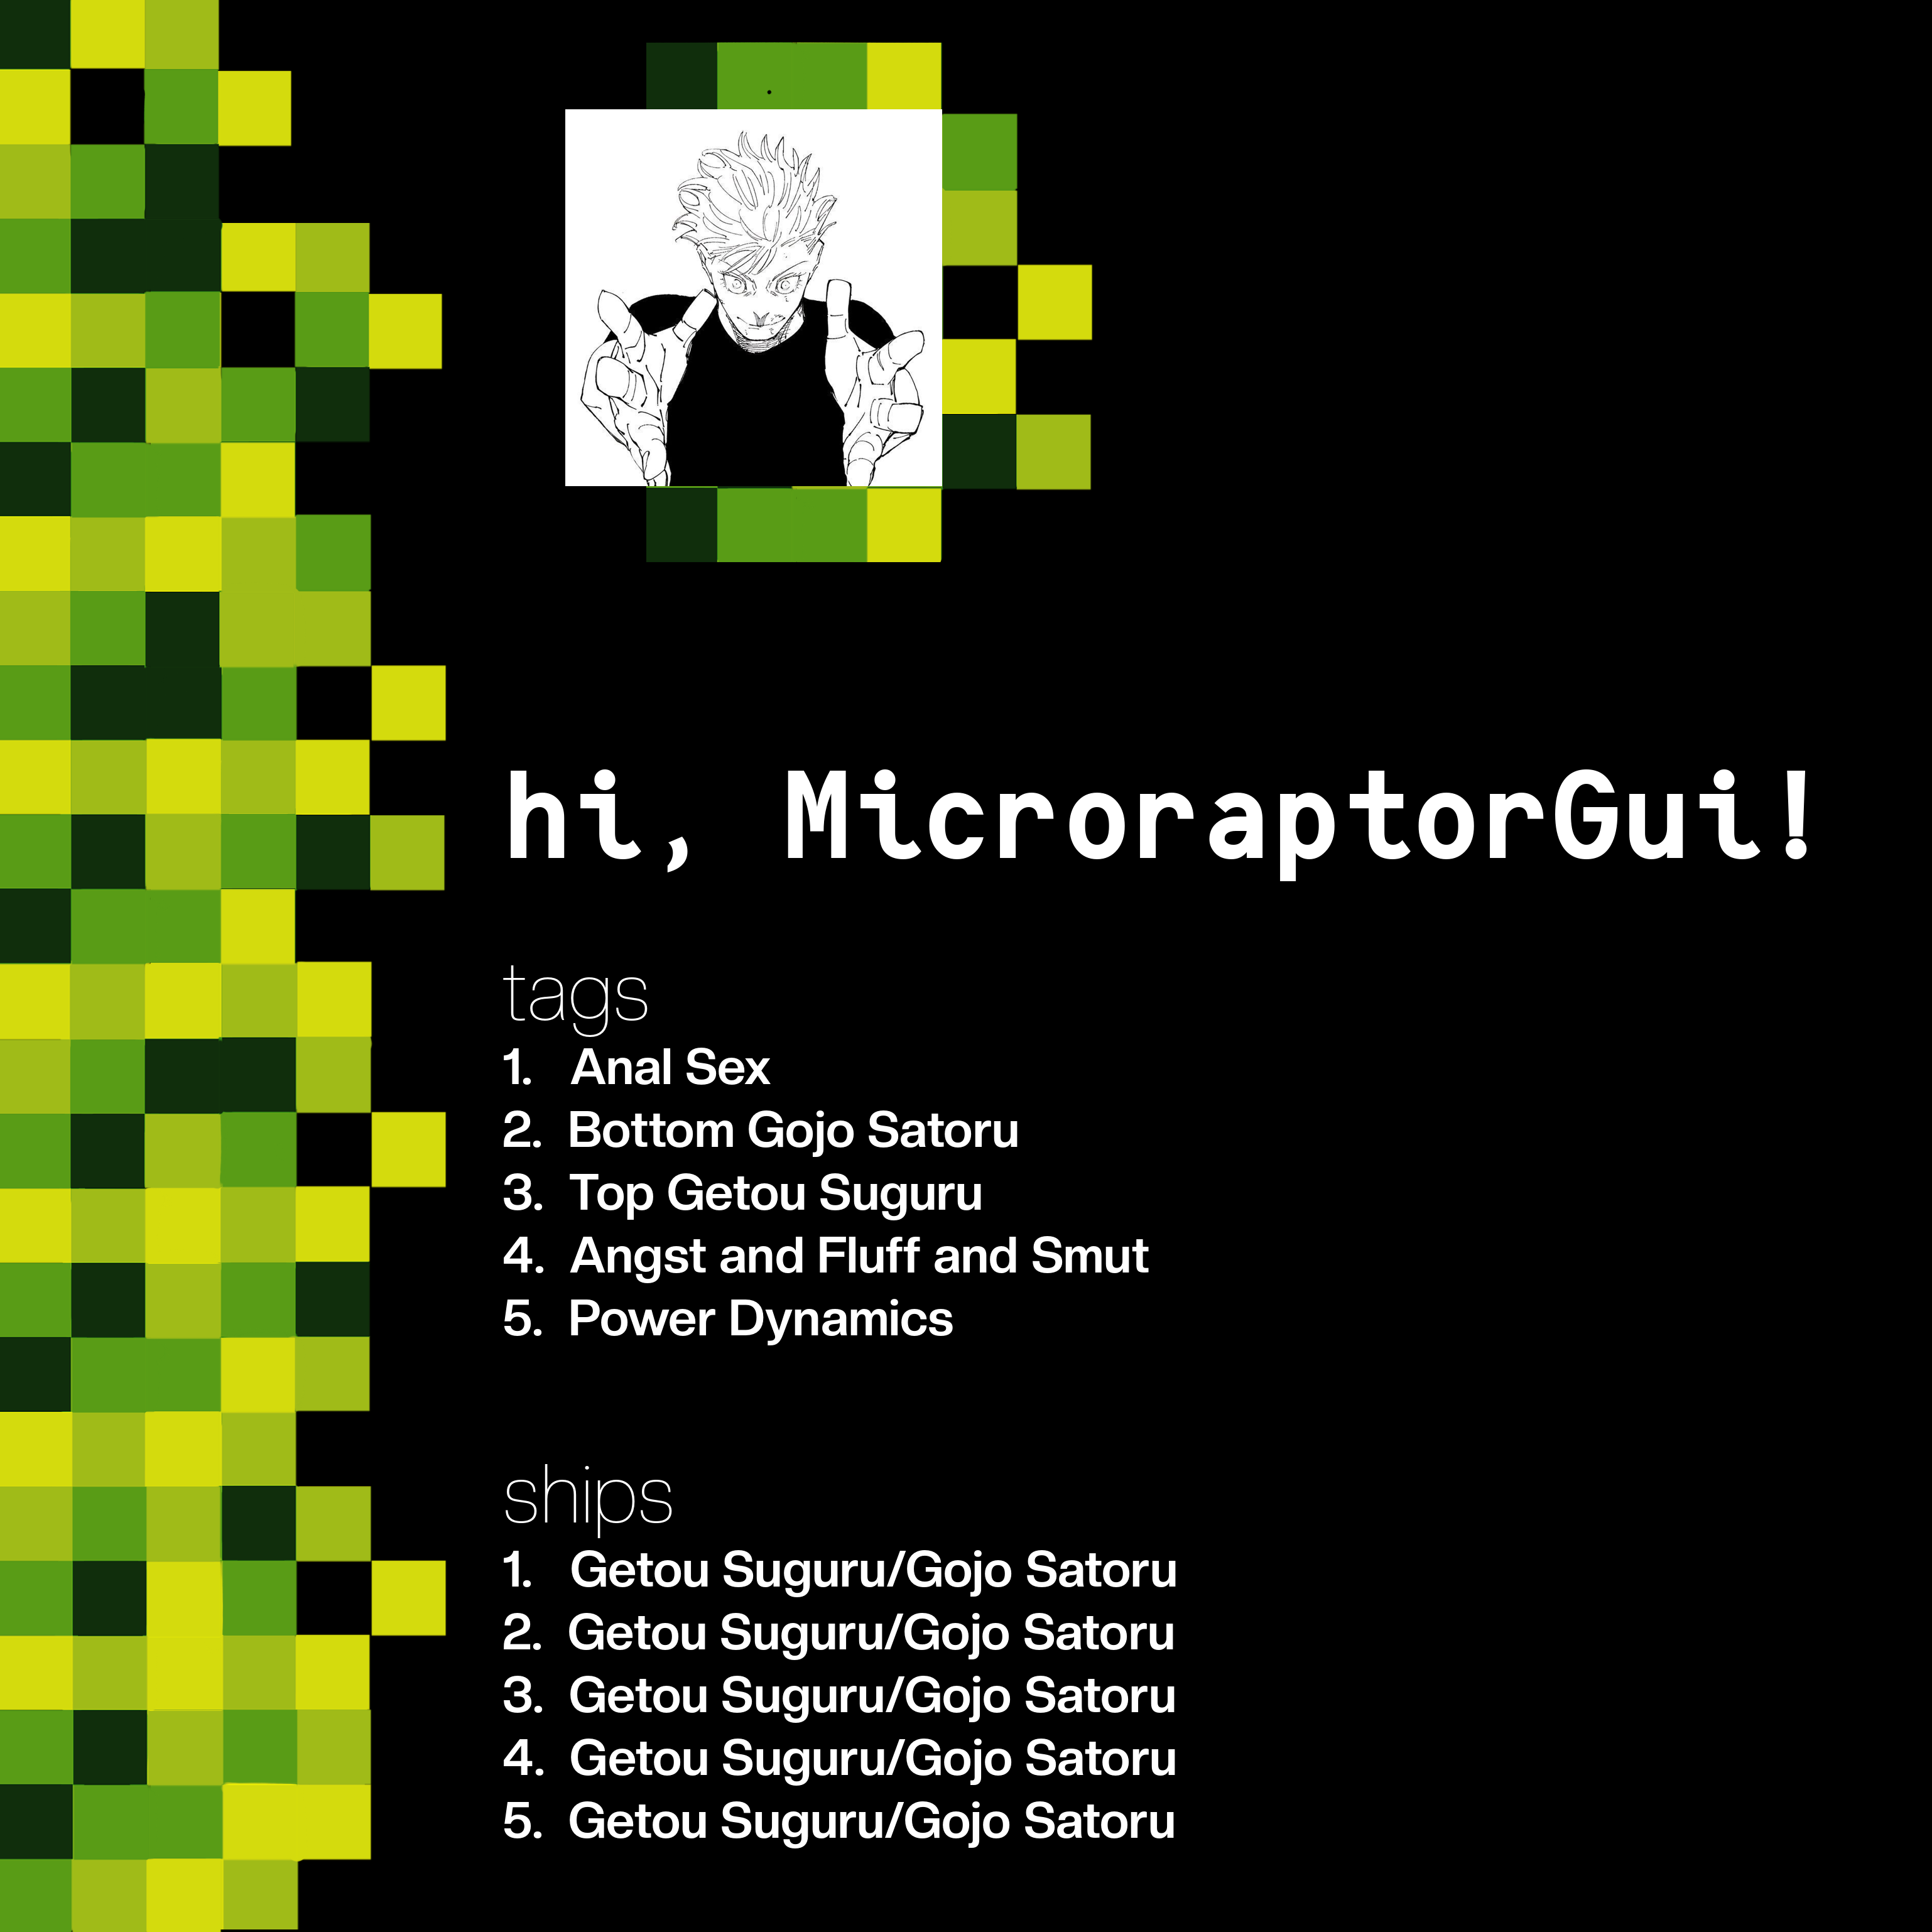 hi, MicroraptorGui!
tags
1. Anal Sex
2. Bottom Gojo Satoru
3. Top Getou Suguru
4. Angst and Fluff and Smut
5. Power Dynamics
ships
1. Getou Suguru/Gojo Satoru
2. Getou Suguru/Gojo Satoru
3. Getou Suguru/Gojo Satoru
4. Getou Suguru/Gojo Satoru
5. Getou Suguru/Gojo Satoru